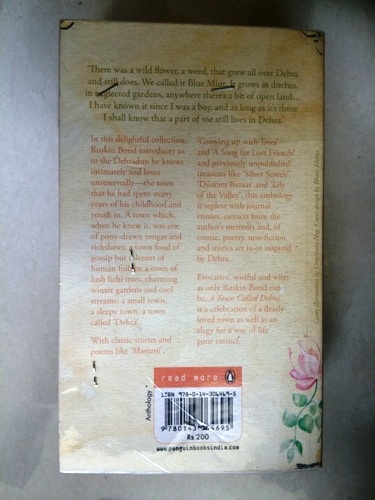 'There was a wild flower, a weed, that grew all over Dehra
and still does. We called it Blue Mint. It grows in ditches,
in neglected gardens, anywhere there's a bit of open land...
I have known it since I was a boy, and as long as it's there
I shall know that a part of me still lives in Dehra.'
In this delightful collection
Ruskin Bond introduces us
to the Dehradun he knows
intimately and loves
unreservedly—the town
that he had spent many
years of his childhood and
youth in. A town which,
when he knew it, was one
of pony-drawn tongas and
rickshaws; a town fond of
gossip but tolerant of
human foibles; a town of
lush lichi trees, charming
winter gardens and cool
streams; a small town,
a sleepy town, a town
called 'Dehra'.
With classic stories and
poems like 'Masterji',
'Growing up with Trees'
and 'A Song for Lost Friends'
and previously unpublished
treasures like 'Silver Screen',
'Dilaram Bazaar' and 'Lily
of the Valley', this anthology
is replete with journal
entries, extracts from the
author's memoirs and, of
course, poetry, non-fiction
and stories set in or inspired
by Dehra.
Evocative, wistful and witty
as only Ruskin Bond can
be, A Town Called Dehra
is a celebration of a dearly
loved town as well as an
elegy for a way of life
gone extinct.
read more
Anthology
ISBN 978-0-14-306469-5
9 780143 064695
Rs 200
www.penguinbooksindia.com